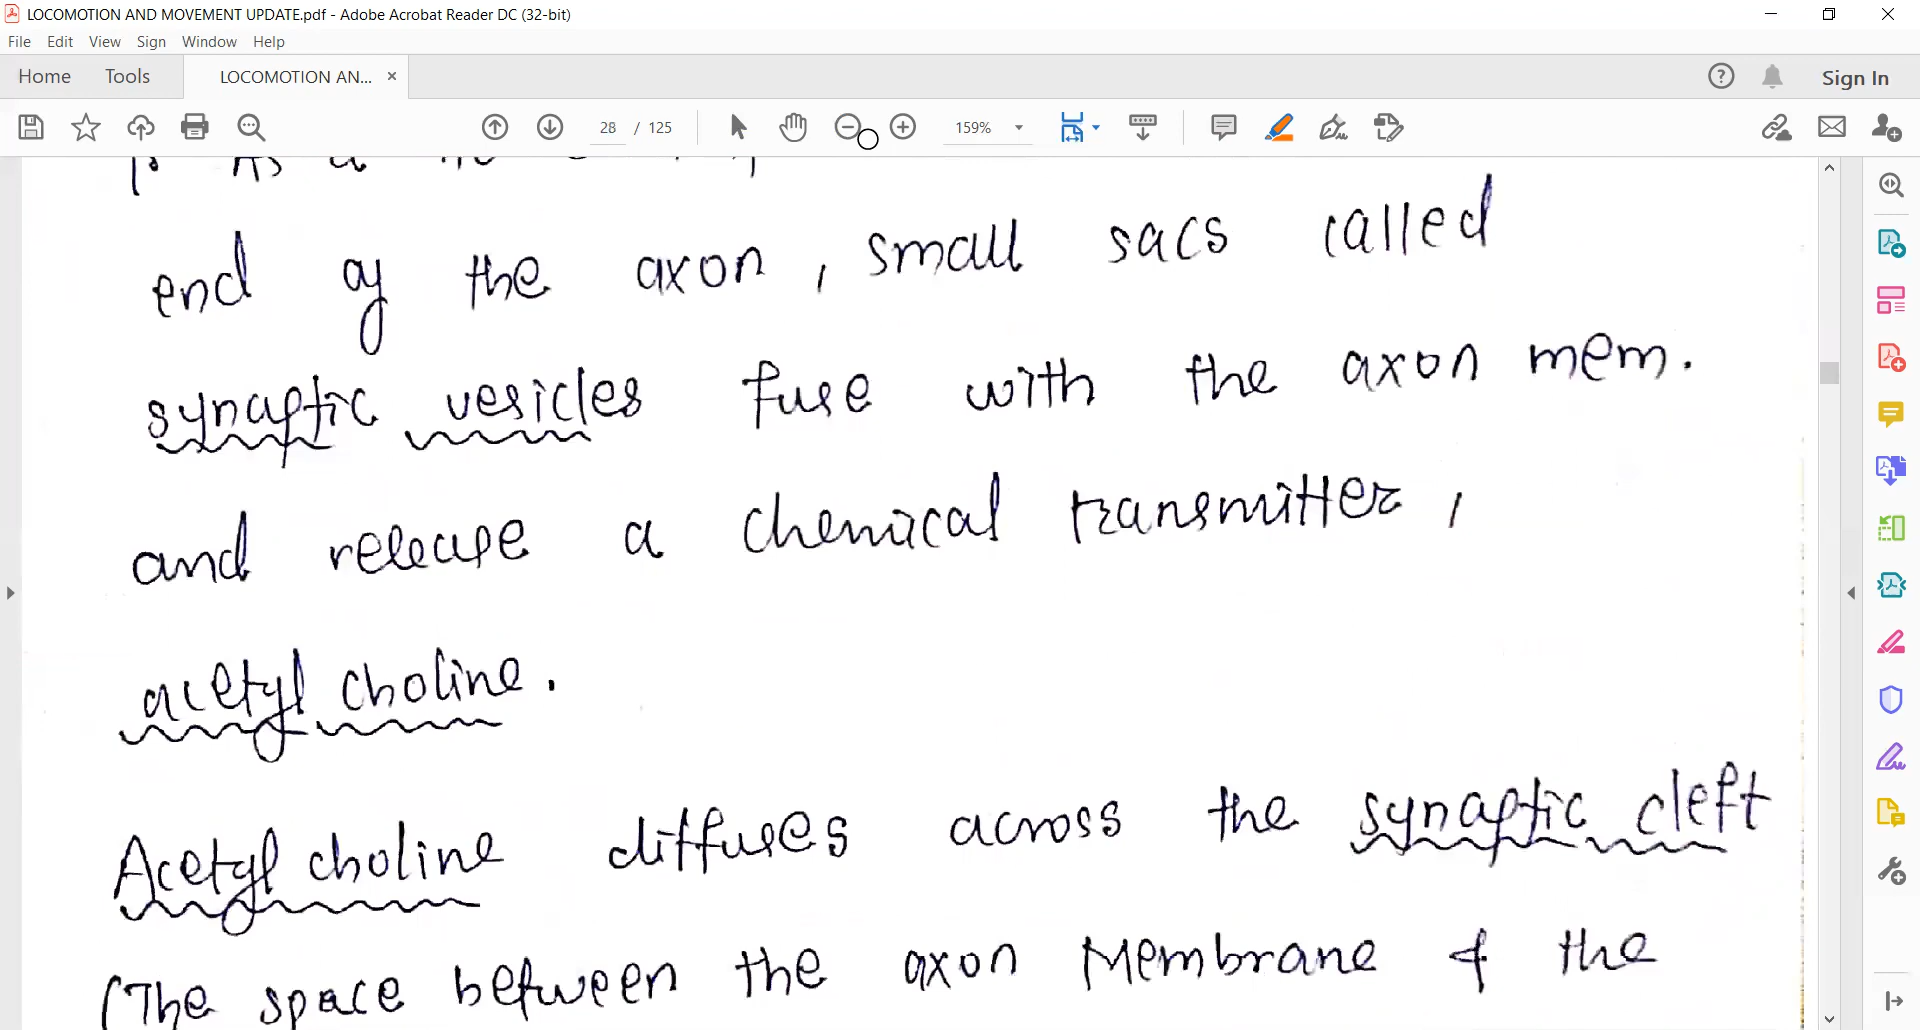 LOCOMOTION AND MOVEMENT UPDATE.pdf - Adobe Acrobat Reader DC (32-bit)
File Edit View Sign Window Help
Home Tools LOCOMOTION AN... × Sign In
28 / 125 159%
end of the axon, small sacs called
synaptic vesicles fuse with the axon mem.
and release a chemical transmitter,
acetyl choline.
Acetyl choline diffuses across the synaptic cleft
(The space between the axon Membrane & the